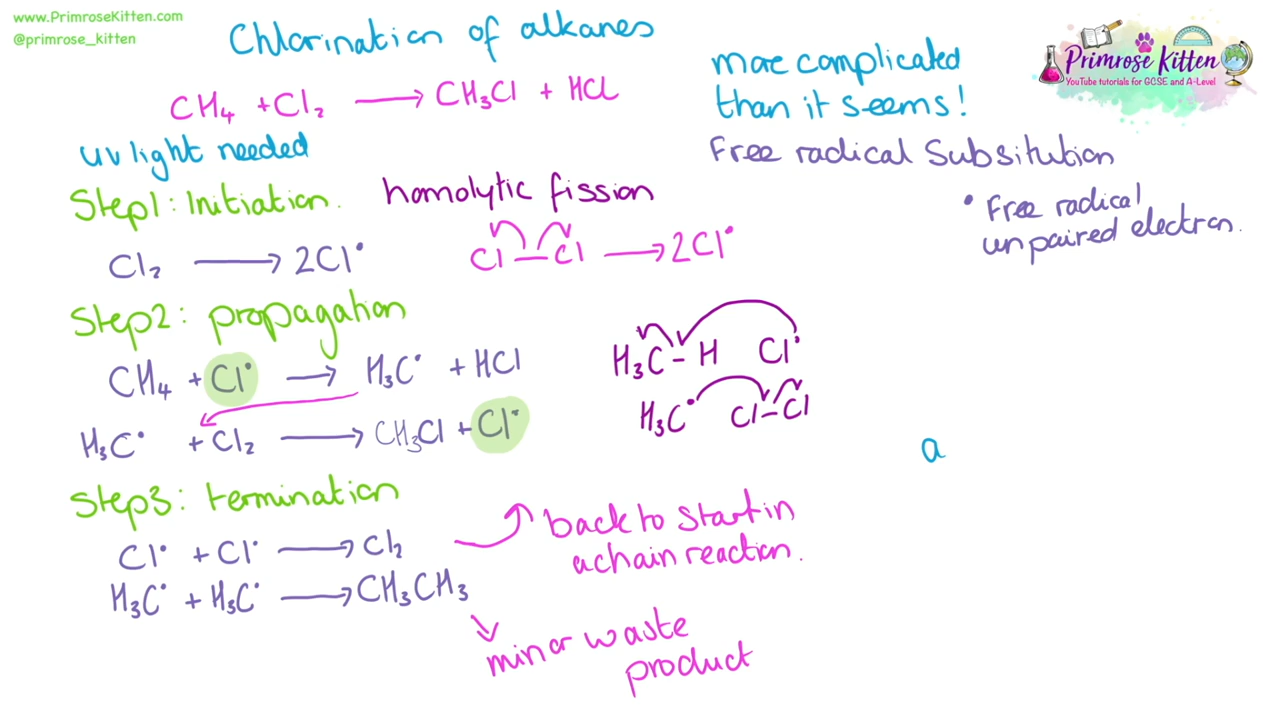 www.PrimroseKitten.com
@primrose_kitten
Chlorination of alkanes
CH₄ + Cl₂ → CH₃Cl + HCl
more complicated
than it seems!
Primrose Kitten
YouTube tutorials for GCSE and A-Level
UV light needed
Free radical Subsitution
• Free radical
unpaired electron.
Step1: Initiation.
homolytic fission
Cl₂ → 2Cl•
Cl — Cl → 2Cl•
Step2: propagation
CH₄ + Cl• → H₃C• + HCl
H₃C - H Cl•
H₃C• + Cl₂ → CH₃Cl + Cl•
H₃C• Cl-Cl
a
Step3: termination
Cl• + Cl• → Cl₂
back to start in
a chain reaction.
H₃C• + H₃C• → CH₃CH₃
minor waste
product